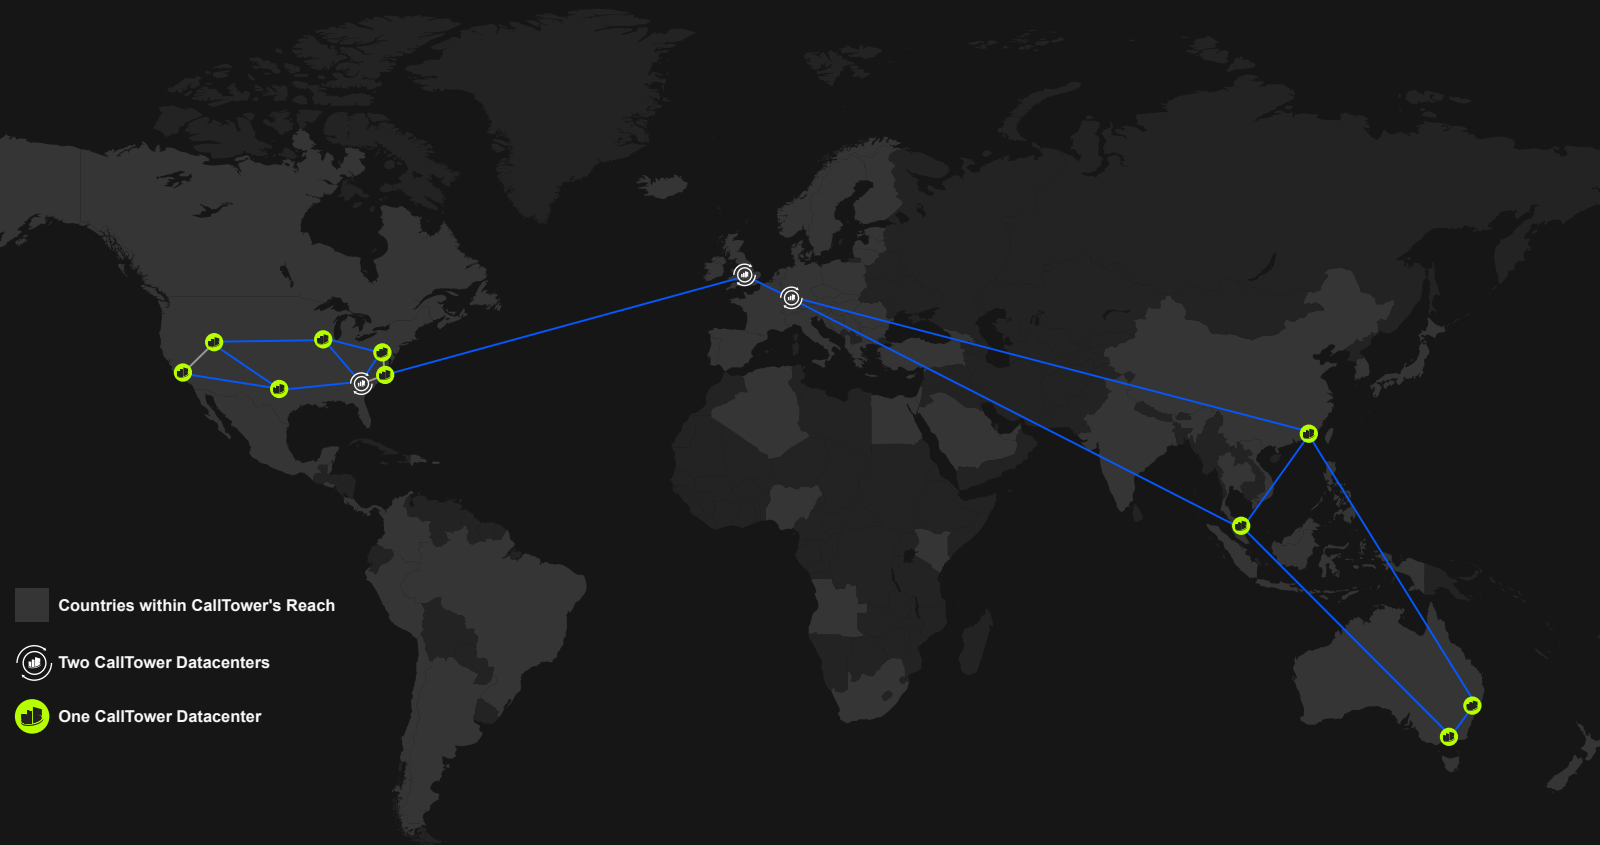 Countries within CallTower's Reach
Two CallTower Datacenters
One CallTower Datacenter